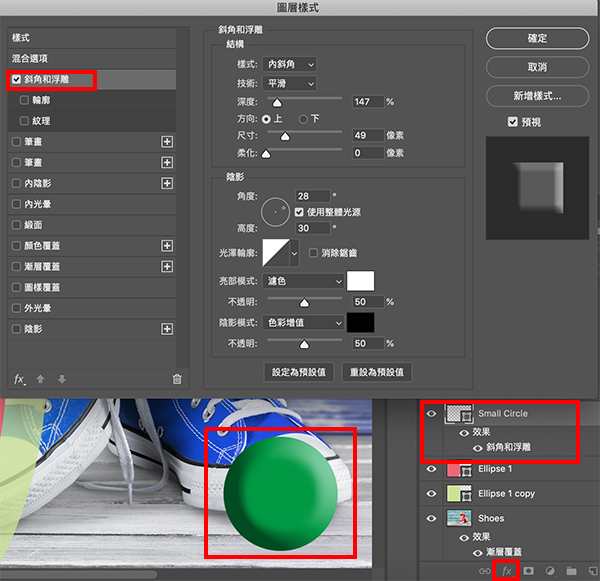 圖層樣式
樣式
混合選項
斜角和浮雕
輪廓
紋理
筆畫
筆畫
內陰影
內光暈
緞面
顏色覆蓋
漸層覆蓋
圖樣覆蓋
外光暈
陰影
fx
斜角和浮雕
結構
樣式: 內斜角
技術: 平滑
深度: 147 %
方向: 上 下
尺寸: 49 像素
柔化: 0 像素
陰影
角度: 28 °
使用整體光源
高度: 30 °
光澤輪廓: 消除鋸齒
亮部模式: 濾色
不透明: 50 %
陰影模式: 色彩增值
不透明: 50 %
設定為預設值 重設為預設值
確定
取消
新增樣式...
預視
Small Circle
效果
斜角和浮雕
Ellipse 1
Ellipse 1 copy
Shoes
效果
漸層覆蓋
fx